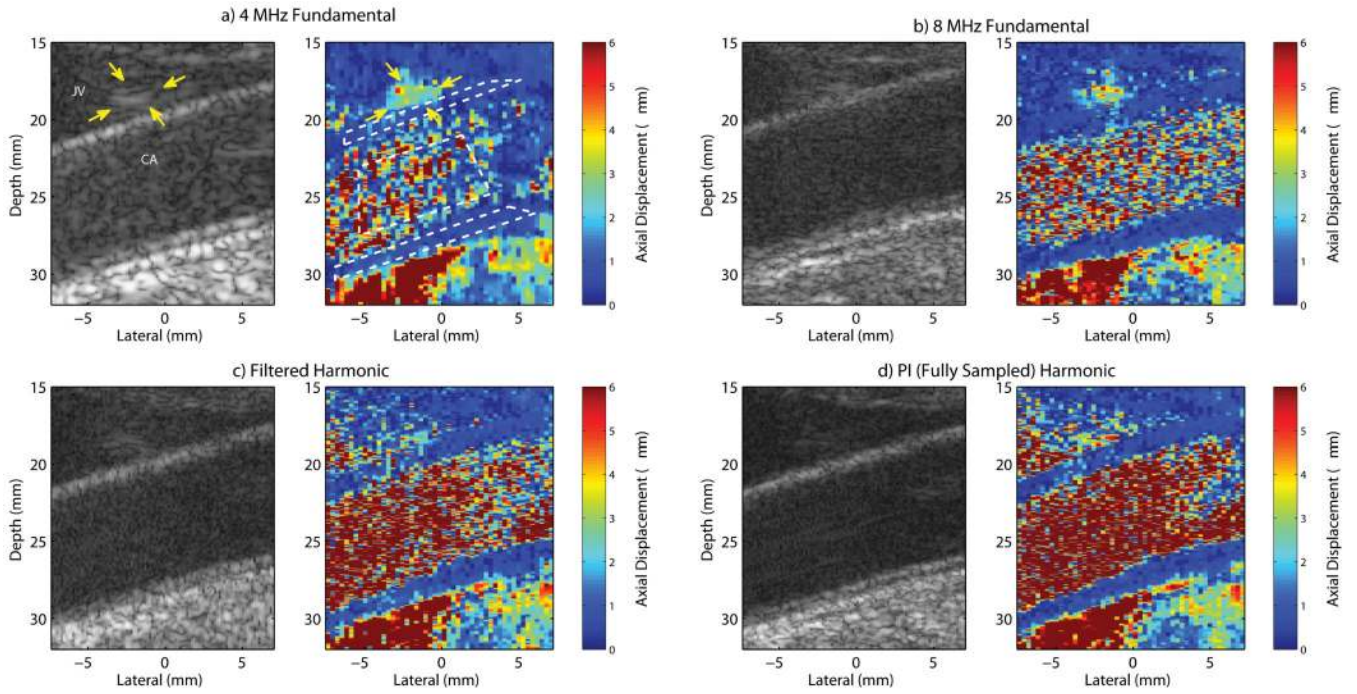 a) 4 MHz Fundamental
15
20
25
30
Depth (mm)
−5 0 5
Lateral (mm)
JV
CA
15
20
25
30
−5 0 5
Lateral (mm)
6
5
4
3
2
1
0
Axial Displacement ( mm)
b) 8 MHz Fundamental
15
20
25
30
Depth (mm)
−5 0 5
Lateral (mm)
15
20
25
30
−5 0 5
Lateral (mm)
6
5
4
3
2
1
0
Axial Displacement ( mm)
c) Filtered Harmonic
15
20
25
30
Depth (mm)
−5 0 5
Lateral (mm)
15
20
25
30
−5 0 5
Lateral (mm)
6
5
4
3
2
1
0
Axial Displacement ( mm)
d) PI (Fully Sampled) Harmonic
15
20
25
30
Depth (mm)
−5 0 5
Lateral (mm)
15
20
25
30
−5 0 5
Lateral (mm)
6
5
4
3
2
1
0
Axial Displacement ( mm)